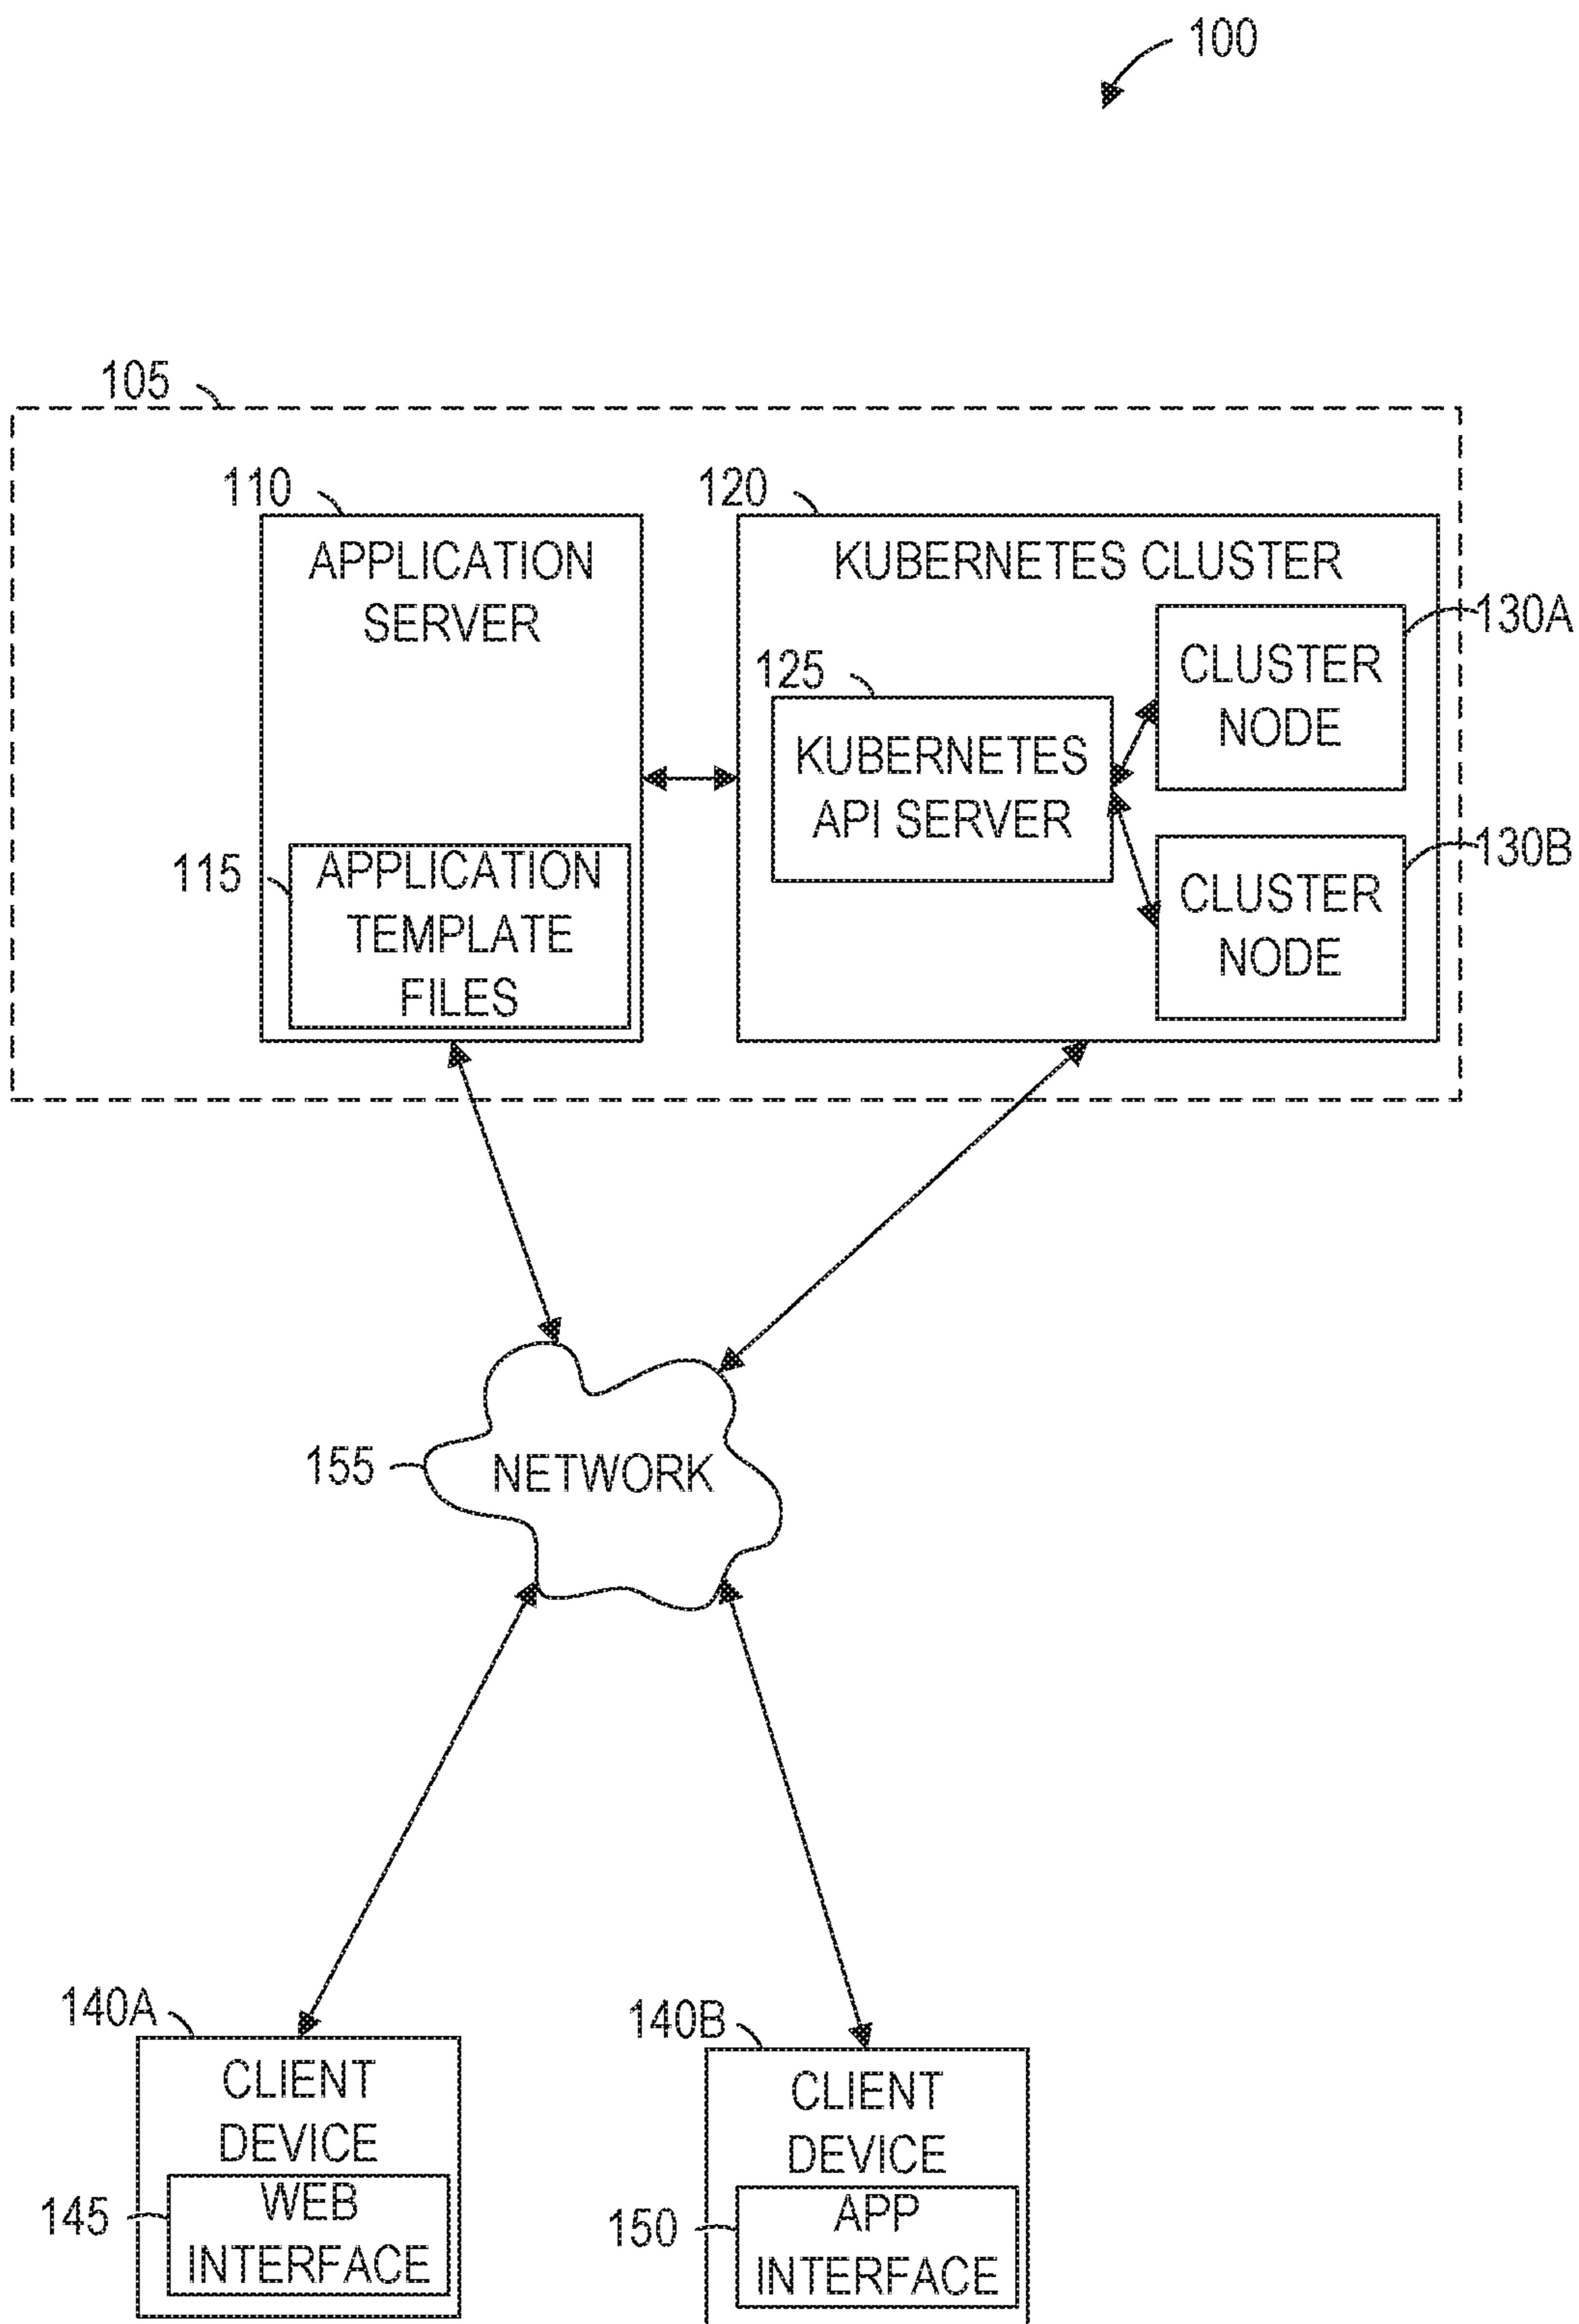 100
105
110
120
APPLICATION
SERVER
KUBERNETES CLUSTER
130A
CLUSTER
NODE
125
KUBERNETES
API SERVER
130B
CLUSTER
NODE
115
APPLICATION
TEMPLATE
FILES
155
NETWORK
140A
CLIENT
DEVICE
145
WEB
INTERFACE
140B
CLIENT
DEVICE
150
APP
INTERFACE